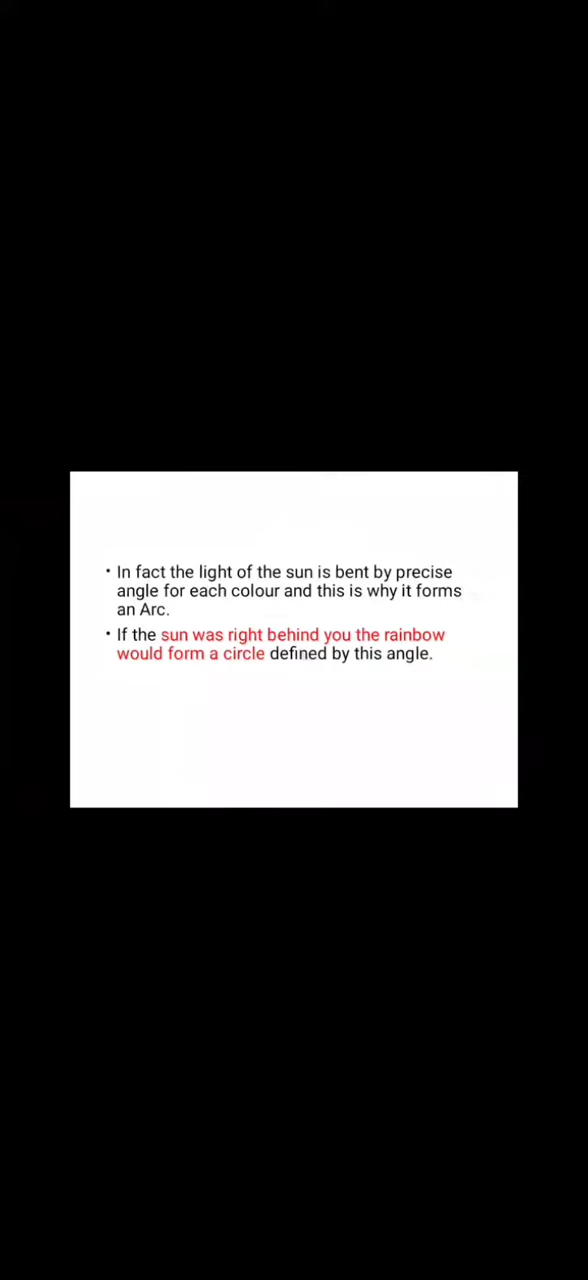 • In fact the light of the sun is bent by precise
angle for each colour and this is why it forms
an Arc.
• If the sun was right behind you the rainbow
would form a circle defined by this angle.